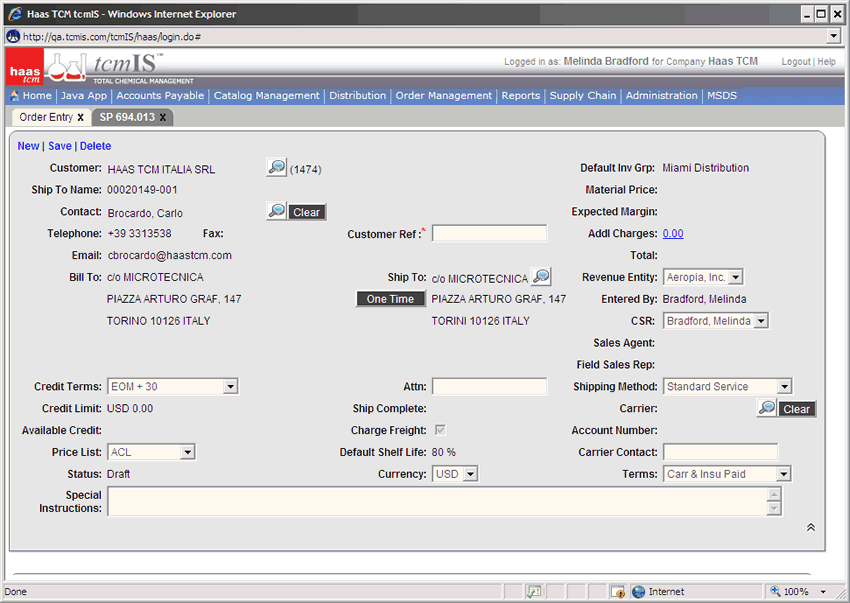 Haas TCM tcmIS - Windows Internet Explorer
http://qa.tcmis.com/tcmIS/haas/login.do#
haas tcm
tcmIS™
TOTAL CHEMICAL MANAGEMENT
Logged in as: Melinda Bradford for Company Haas TCM Logout | Help
Home | Java App | Accounts Payable | Catalog Management | Distribution | Order Management | Reports | Supply Chain | Administration | MSDS
Order Entry x SP 694.013 x
New | Save | Delete
Customer: HAAS TCM ITALIA SRL (1474) Default Inv Grp: Miami Distribution
Ship To Name: 00020149-001 Material Price:
Contact: Brocardo, Carlo Clear Expected Margin:
Telephone: +39 3313538 Fax: Customer Ref :* Addl Charges: 0.00
Email: cbrocardo@haastcm.com Total:
Bill To: c/o MICROTECNICA Ship To: c/o MICROTECNICA Revenue Entity: Aeropia, Inc.
PIAZZA ARTURO GRAF, 147 One Time PIAZZA ARTURO GRAF, 147 Entered By: Bradford, Melinda
TORINO 10126 ITALY TORINI 10126 ITALY CSR: Bradford, Melinda
Sales Agent:
Field Sales Rep:
Credit Terms: EOM + 30 Attn: Shipping Method: Standard Service
Credit Limit: USD 0.00 Ship Complete: Carrier: Clear
Available Credit: Charge Freight: Account Number:
Price List: ACL Default Shelf Life: 80 % Carrier Contact:
Status: Draft Currency: USD Terms: Carr & Insu Paid
Special
Instructions:
Done Internet 100%